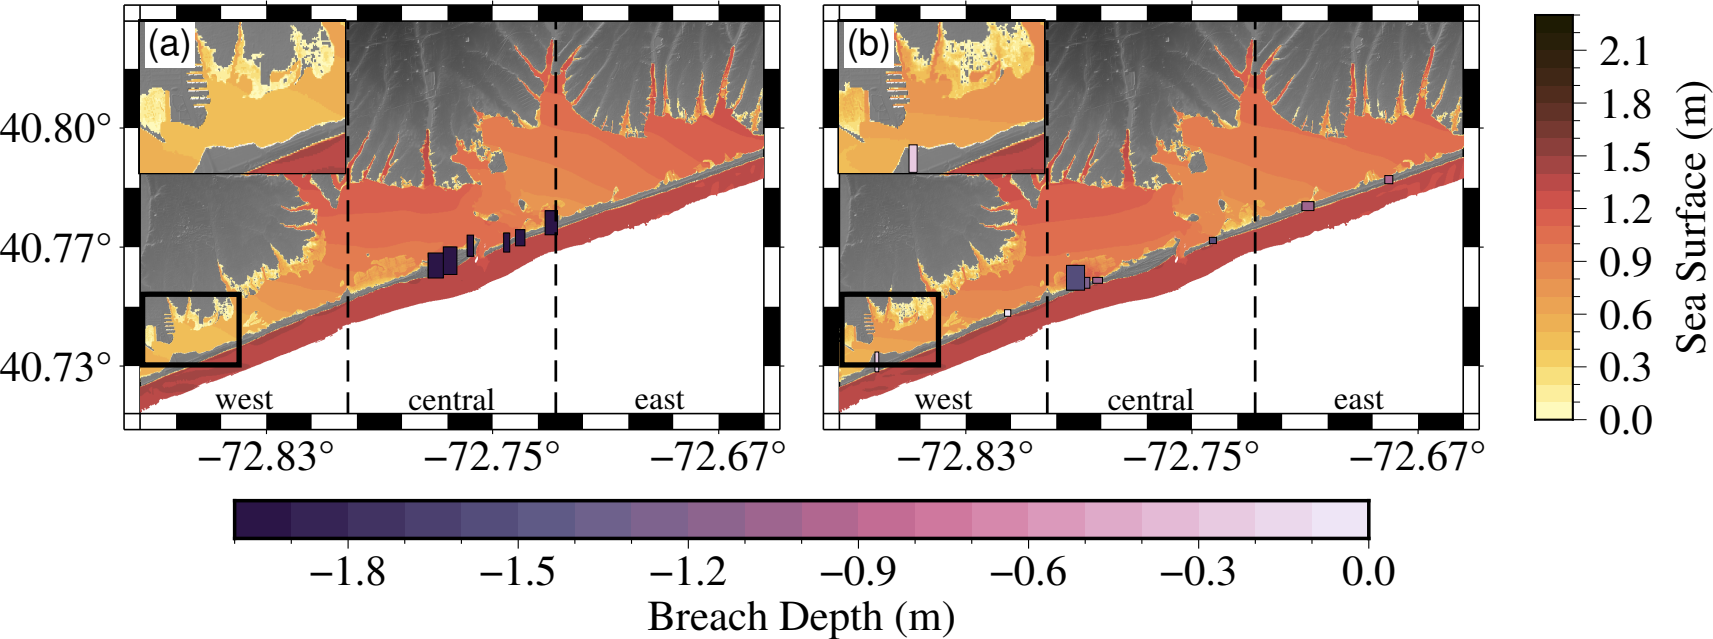 (a)
(b)
40.80°
40.77°
40.73°
west
central
east
west
central
east
−72.83°
−72.75°
−72.67°
−72.83°
−72.75°
−72.67°
2.1
1.8
1.5
1.2
0.9
0.6
0.3
0.0
Sea Surface (m)
−1.8
−1.5
−1.2
−0.9
−0.6
−0.3
0.0
Breach Depth (m)